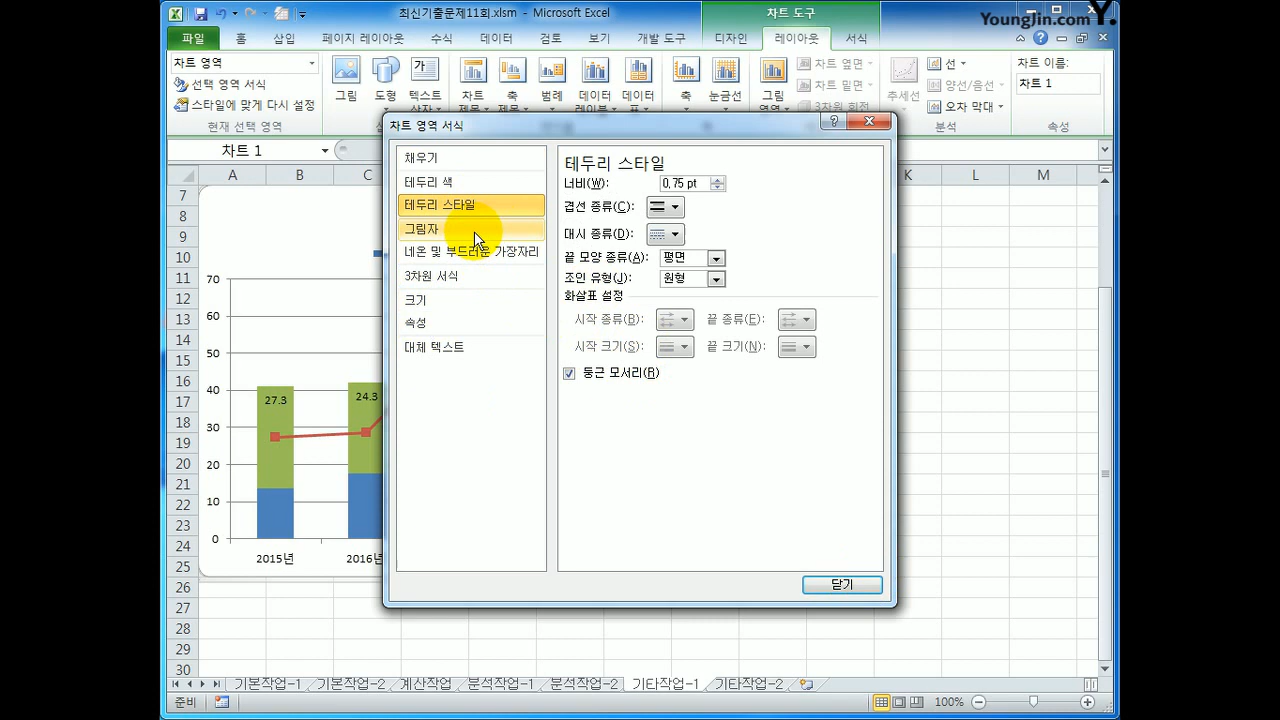 최신기출문제11회.xlsm - Microsoft Excel
차트 도구
YoungJin.com Y.
파일 홈 삽입 페이지 레이아웃 수식 데이터 검토 보기 개발 도구 디자인 레이아웃 서식
차트 영역
선택 영역 서식
스타일에 맞게 다시 설정
현재 선택 영역
그림 도형 텍스트 차트 축 범례 데이터 데이터 축 눈금선 그림
차트 옆면
차트 밑면
3차원 회전
추세선
선
양선/음선
오차 막대
분석
차트 이름:
차트 1
속성
차트 1
차트 영역 서식
A B C K L M
7
8
9
10
11
12
13
14
15
16
17
18
19
20
21
22
23
24
25
26
27
28
29
30
70
60
50
40
30
20
10
0
27.3
24.3
2015년
2016년
채우기
테두리 색
테두리 스타일
그림자
네온 및 부드러운 가장자리
3차원 서식
크기
속성
대체 텍스트
테두리 스타일
너비(W): 0.75 pt
겹선 종류(C):
대시 종류(D):
끝 모양 종류(A): 평면
조인 유형(J): 원형
화살표 설정
시작 종류(B): 끝 종류(E):
시작 크기(S): 끝 크기(N):
둥근 모서리(R)
닫기
기본작업-1 기본작업-2 계산작업 분석작업-1 분석작업-2 기타작업-1 기타작업-2
준비
100%